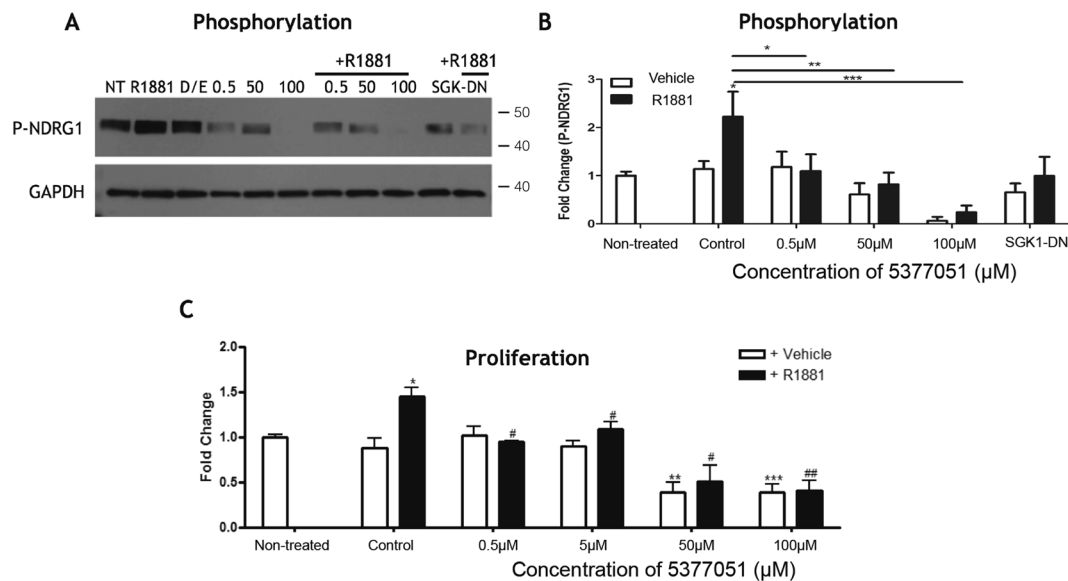 A
Phosphorylation
+R1881 +R1881
NT R1881 D/E 0.5 50 100 0.5 50 100 SGK-DN
P-NDRG1
50
40
GAPDH
40
B
Phosphorylation
*
**
***
Vehicle
R1881
*
Fold Change (P-NDRG1)
3
2
1
0
Non-treated Control 0.5µM 50µM 100µM SGK1-DN
Concentration of 5377051 (µM)
C
Proliferation
+ Vehicle
+ R1881
Fold Change
2.0
1.5
1.0
0.5
0.0
* # # ** # *** ##
Non-treated Control 0.5µM 5µM 50µM 100µM
Concentration of 5377051 (µM)